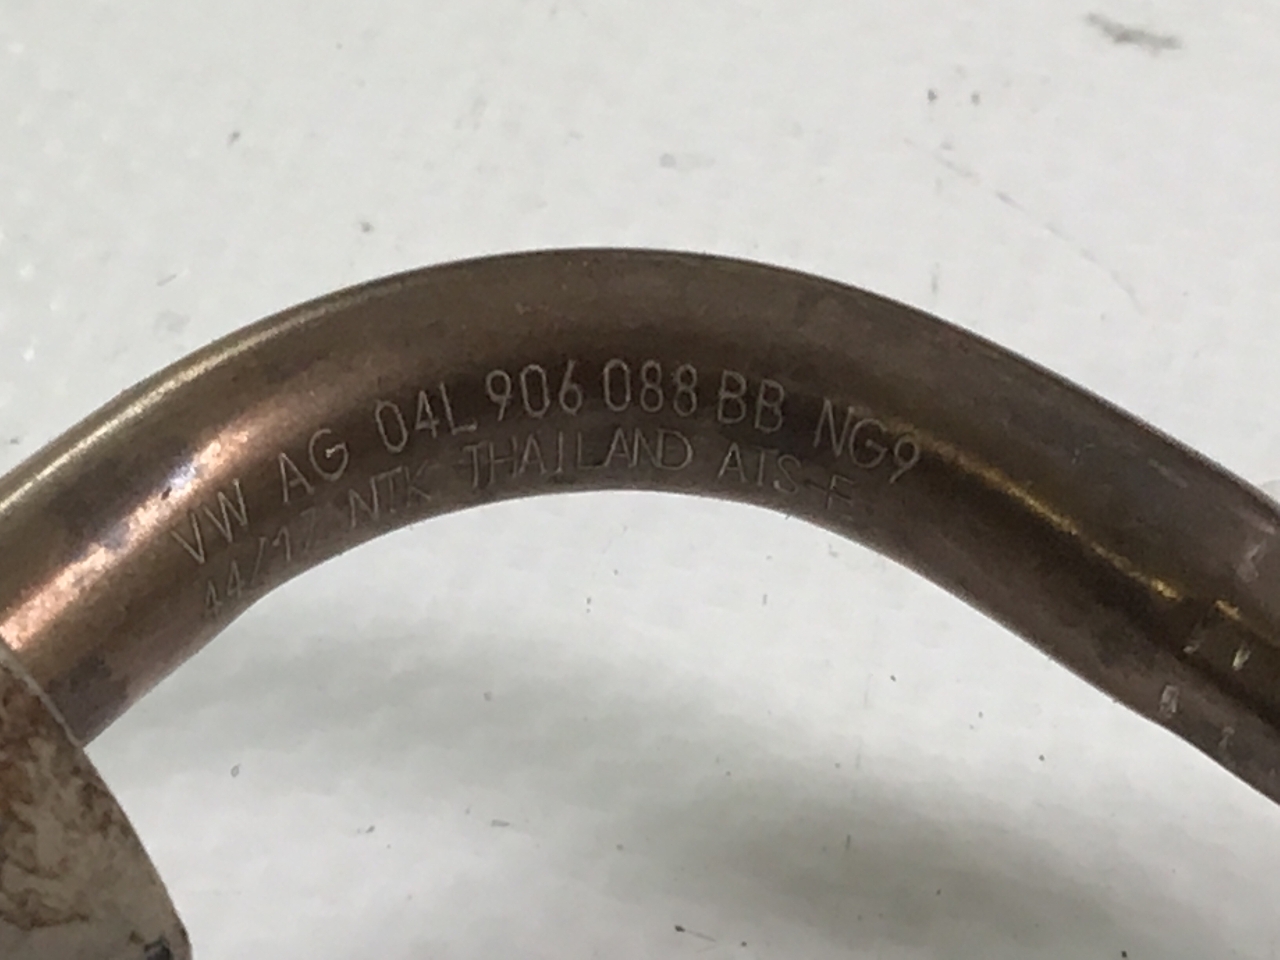 VW AG 04L 906 088 BB NG9
44/17 NTK THAILAND ATS-F